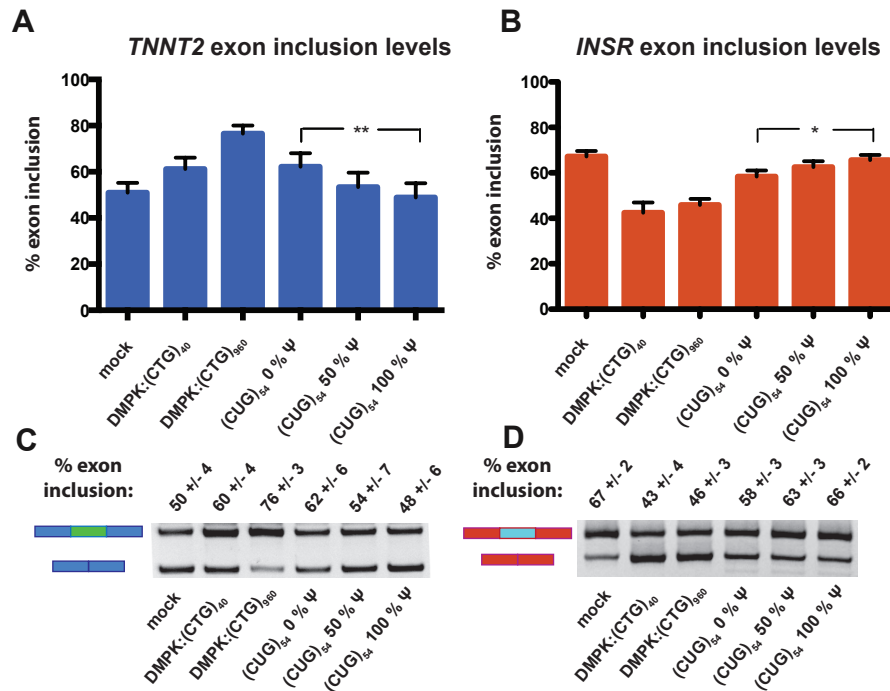 A
TNNT2 exon inclusion levels
% exon inclusion
100
80
60
40
20
0
**
mock
DMPK:(CTG)₄₀
DMPK:(CTG)₉₆₀
(CUG)₅₄ 0 % Ψ
(CUG)₅₄ 50 % Ψ
(CUG)₅₄ 100 % Ψ
B
INSR exon inclusion levels
% exon inclusion
100
80
60
40
20
0
*
mock
DMPK:(CTG)₄₀
DMPK:(CTG)₉₆₀
(CUG)₅₄ 0 % Ψ
(CUG)₅₄ 50 % Ψ
(CUG)₅₄ 100 % Ψ
C
% exon
inclusion:
50 +/- 4
60 +/- 4
76 +/- 3
62 +/- 6
54 +/- 7
48 +/- 6
mock
DMPK:(CTG)₄₀
DMPK:(CTG)₉₆₀
(CUG)₅₄ 0 % Ψ
(CUG)₅₄ 50 % Ψ
(CUG)₅₄ 100 % Ψ
D
% exon
inclusion:
67 +/- 2
43 +/- 4
46 +/- 3
58 +/- 3
63 +/- 3
66 +/- 2
mock
DMPK:(CTG)₄₀
DMPK:(CTG)₉₆₀
(CUG)₅₄ 0 % Ψ
(CUG)₅₄ 50 % Ψ
(CUG)₅₄ 100 % Ψ